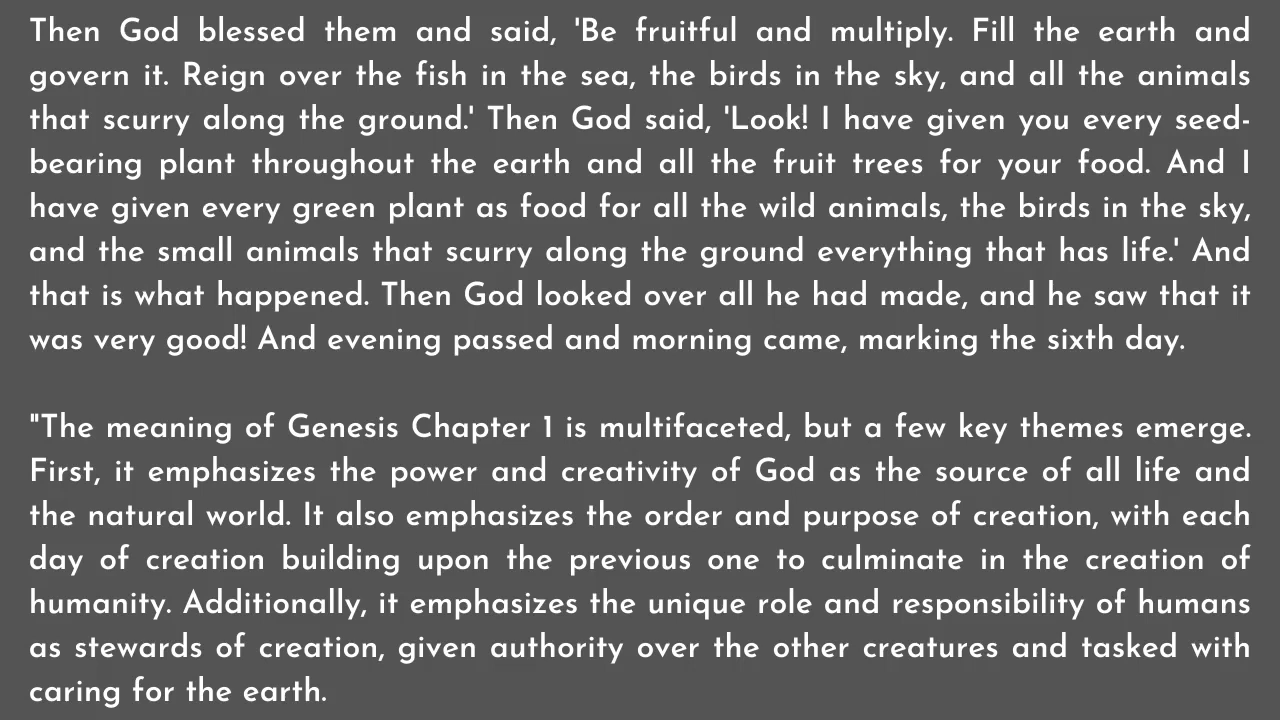 Then God blessed them and said, 'Be fruitful and multiply. Fill the earth and
govern it. Reign over the fish in the sea, the birds in the sky, and all the animals
that scurry along the ground.' Then God said, 'Look! I have given you every seed-
bearing plant throughout the earth and all the fruit trees for your food. And I
have given every green plant as food for all the wild animals, the birds in the sky,
and the small animals that scurry along the ground everything that has life.' And
that is what happened. Then God looked over all he had made, and he saw that it
was very good! And evening passed and morning came, marking the sixth day.
"The meaning of Genesis Chapter 1 is multifaceted, but a few key themes emerge.
First, it emphasizes the power and creativity of God as the source of all life and
the natural world. It also emphasizes the order and purpose of creation, with each
day of creation building upon the previous one to culminate in the creation of
humanity. Additionally, it emphasizes the unique role and responsibility of humans
as stewards of creation, given authority over the other creatures and tasked with
caring for the earth.